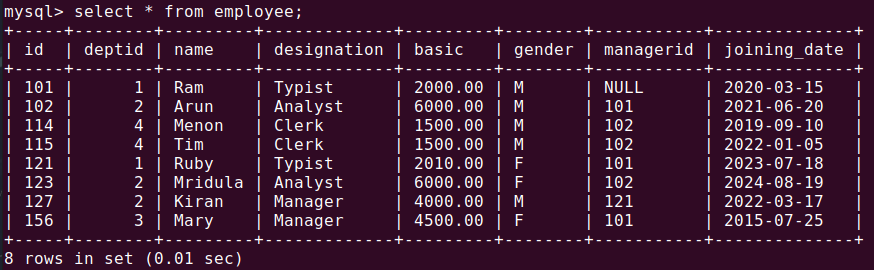 mysql> select * from employee;
+-----+--------+---------+-------------+---------+--------+-----------+--------------+
| id  | deptid | name    | designation | basic   | gender | managerid | joining_date |
+-----+--------+---------+-------------+---------+--------+-----------+--------------+
| 101 |      1 | Ram     | Typist      | 2000.00 | M      | NULL      | 2020-03-15   |
| 102 |      2 | Arun    | Analyst     | 6000.00 | M      | 101       | 2021-06-20   |
| 114 |      4 | Menon   | Clerk       | 1500.00 | M      | 102       | 2019-09-10   |
| 115 |      4 | Tim     | Clerk       | 1500.00 | M      | 102       | 2022-01-05   |
| 121 |      1 | Ruby    | Typist      | 2010.00 | F      | 101       | 2023-07-18   |
| 123 |      2 | Mridula | Analyst     | 6000.00 | F      | 102       | 2024-08-19   |
| 127 |      2 | Kiran   | Manager     | 4000.00 | M      | 121       | 2022-03-17   |
| 156 |      3 | Mary    | Manager     | 4500.00 | F      | 101       | 2015-07-25   |
+-----+--------+---------+-------------+---------+--------+-----------+--------------+
8 rows in set (0.01 sec)